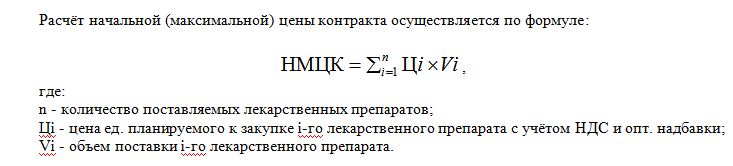 Расчёт начальной (максимальной) цены контракта осуществляется по формуле:
НМЦК = ∑ⁿᵢ₌₁ Цi × Vi ,
где:
n - количество поставляемых лекарственных препаратов;
Цi - цена ед. планируемого к закупке i-го лекарственного препарата с учётом НДС и опт. надбавки;
Vi - объем поставки i-го лекарственного препарата.